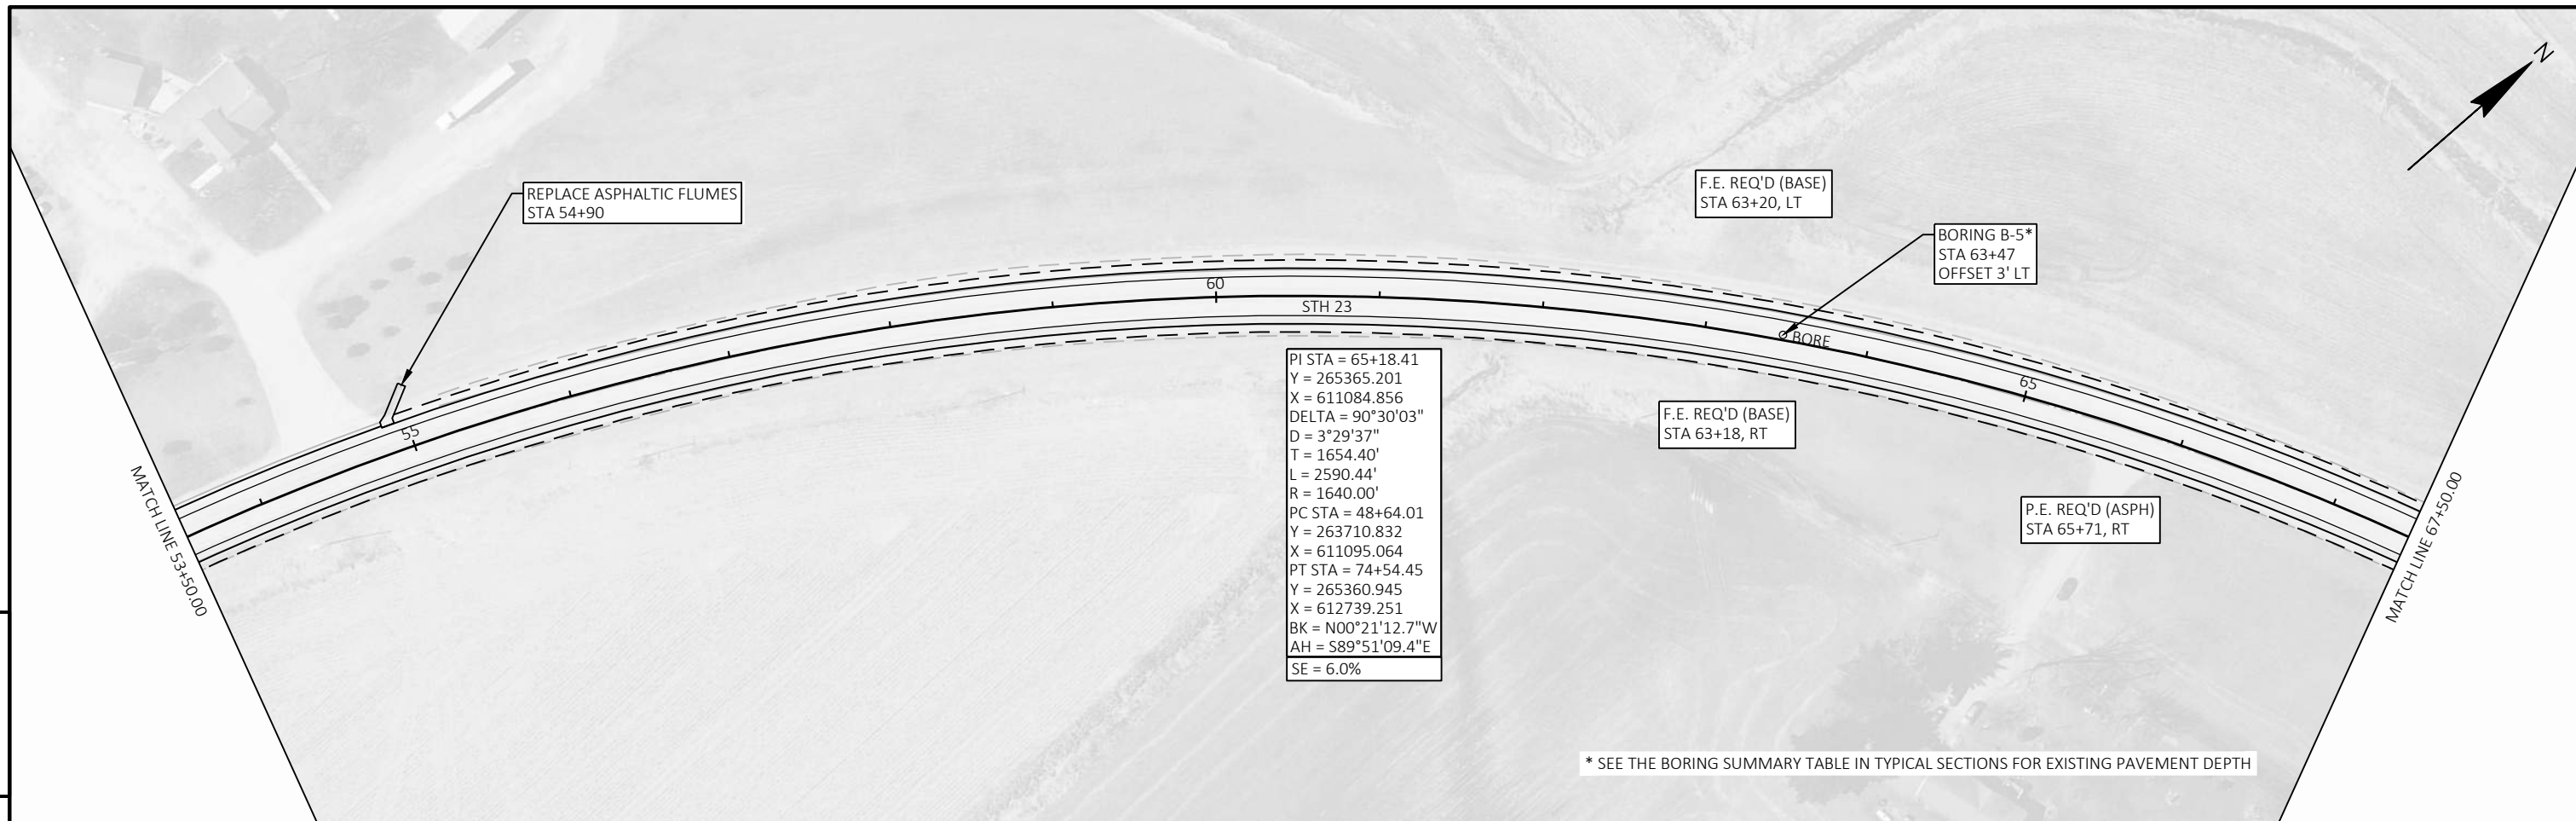 N
REPLACE ASPHALTIC FLUMES
STA 54+90
F.E. REQ'D (BASE)
STA 63+20, LT
BORING B-5*
STA 63+47
OFFSET 3' LT
60
STH 23
BORE
65
55
PI STA = 65+18.41
Y = 265365.201
X = 611084.856
DELTA = 90°30'03"
D = 3°29'37"
T = 1654.40'
L = 2590.44'
R = 1640.00'
PC STA = 48+64.01
Y = 263710.832
X = 611095.064
PT STA = 74+54.45
Y = 265360.945
X = 612739.251
BK = N00°21'12.7"W
AH = S89°51'09.4"E
SE = 6.0%
F.E. REQ'D (BASE)
STA 63+18, RT
P.E. REQ'D (ASPH)
STA 65+71, RT
MATCH LINE 53+50.00
MATCH LINE 67+50.00
* SEE THE BORING SUMMARY TABLE IN TYPICAL SECTIONS FOR EXISTING PAVEMENT DEPTH